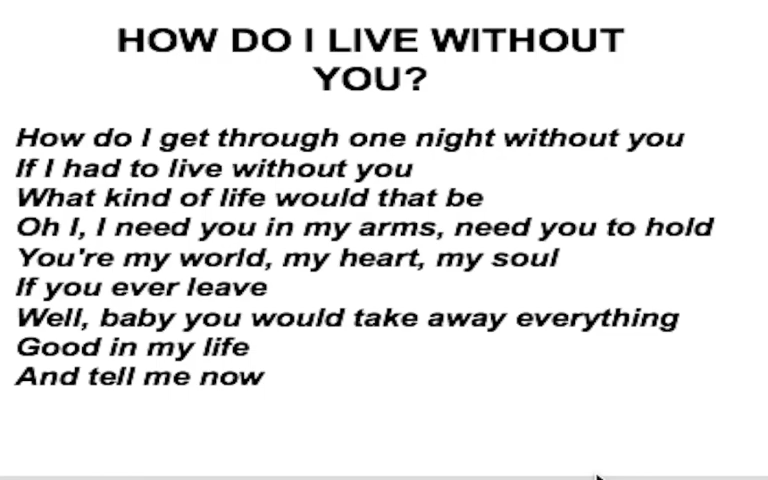 HOW DO I LIVE WITHOUT
YOU?
How do I get through one night without you
If I had to live without you
What kind of life would that be
Oh I, I need you in my arms, need you to hold
You're my world, my heart, my soul
If you ever leave
Well, baby you would take away everything
Good in my life
And tell me now